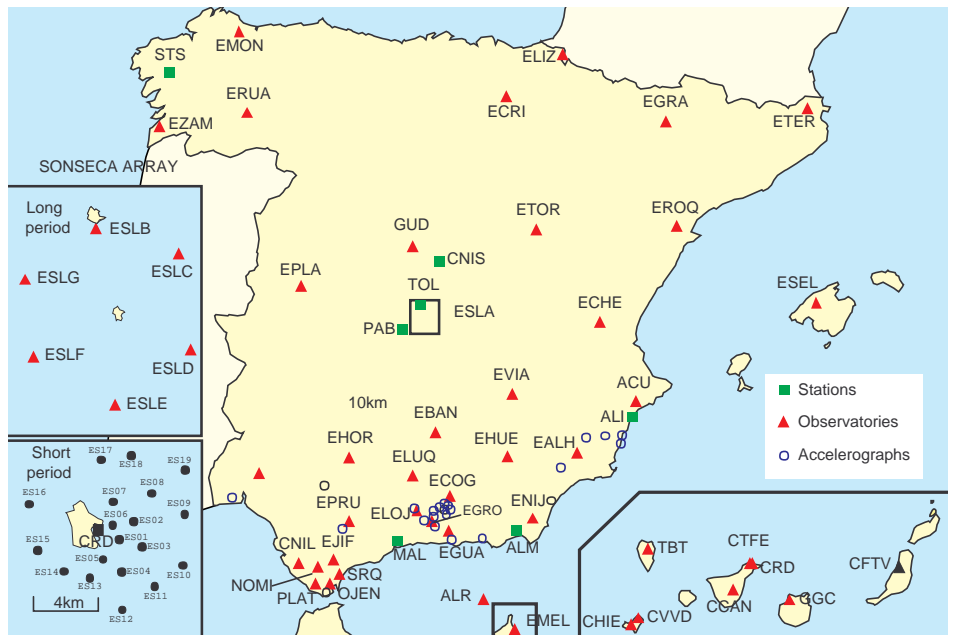 EMON
STS
ELIZ
ERUA
ECRI
EGRA
ETER
EZAM
SONSECA ARRAY
Long
period
ESLB
ESLC
ESLG
ESLF
ESLD
ESLE
GUD
ETOR
EROQ
CNIS
EPLA
TOL
ESLA
PAB
ECHE
ESEL
EVIA
ACU
10km
EBAN
ALI
EHOR
EHUE
EALH
ELUQ
ECOG
EPRU
ELOJ
EGRO
ENIJ
CNIL
EJIF
MAL
EGUA
ALM
NOMI
SRQ
PLAT
OJEN
ALR
EMEL
Stations
Observatories
Accelerographs
Short
period
ES17
ES18
ES19
ES16
ES07
ES08
ES09
ES06
ES02
CRD
ES01
ES15
ES03
ES05
ES14
ES04
ES10
ES13
ES11
4km
ES12
TBT
CTFE
CRD
CFTV
CCAN
GGC
CHIE
CVVD